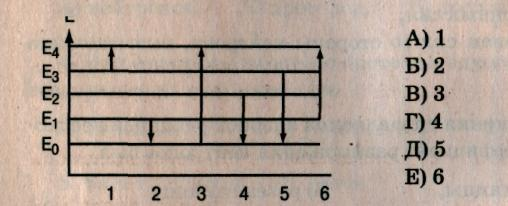 E
E₄ А) 1
E₃ Б) 2
E₂ В) 3
E₁ Г) 4
E₀ Д) 5
1 2 3 4 5 6 Е) 6